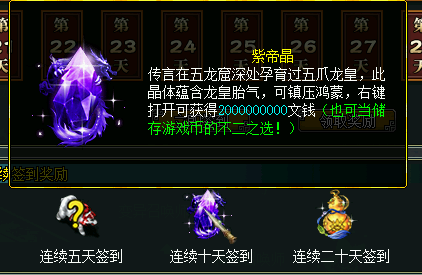 第 第 第 第 第 第
22 23 24 25 26 27
天 天
紫帝晶
传言在五龙窟深处孕育过五爪龙皇，此
晶体蕴含龙皇胎气，可镇压鸿蒙，右键
打开可获得2000000000文钱（也可当储
存游戏币的不二之选！）
领取奖励
续签到奖励
连续五天签到 连续十天签到 连续二十天签到